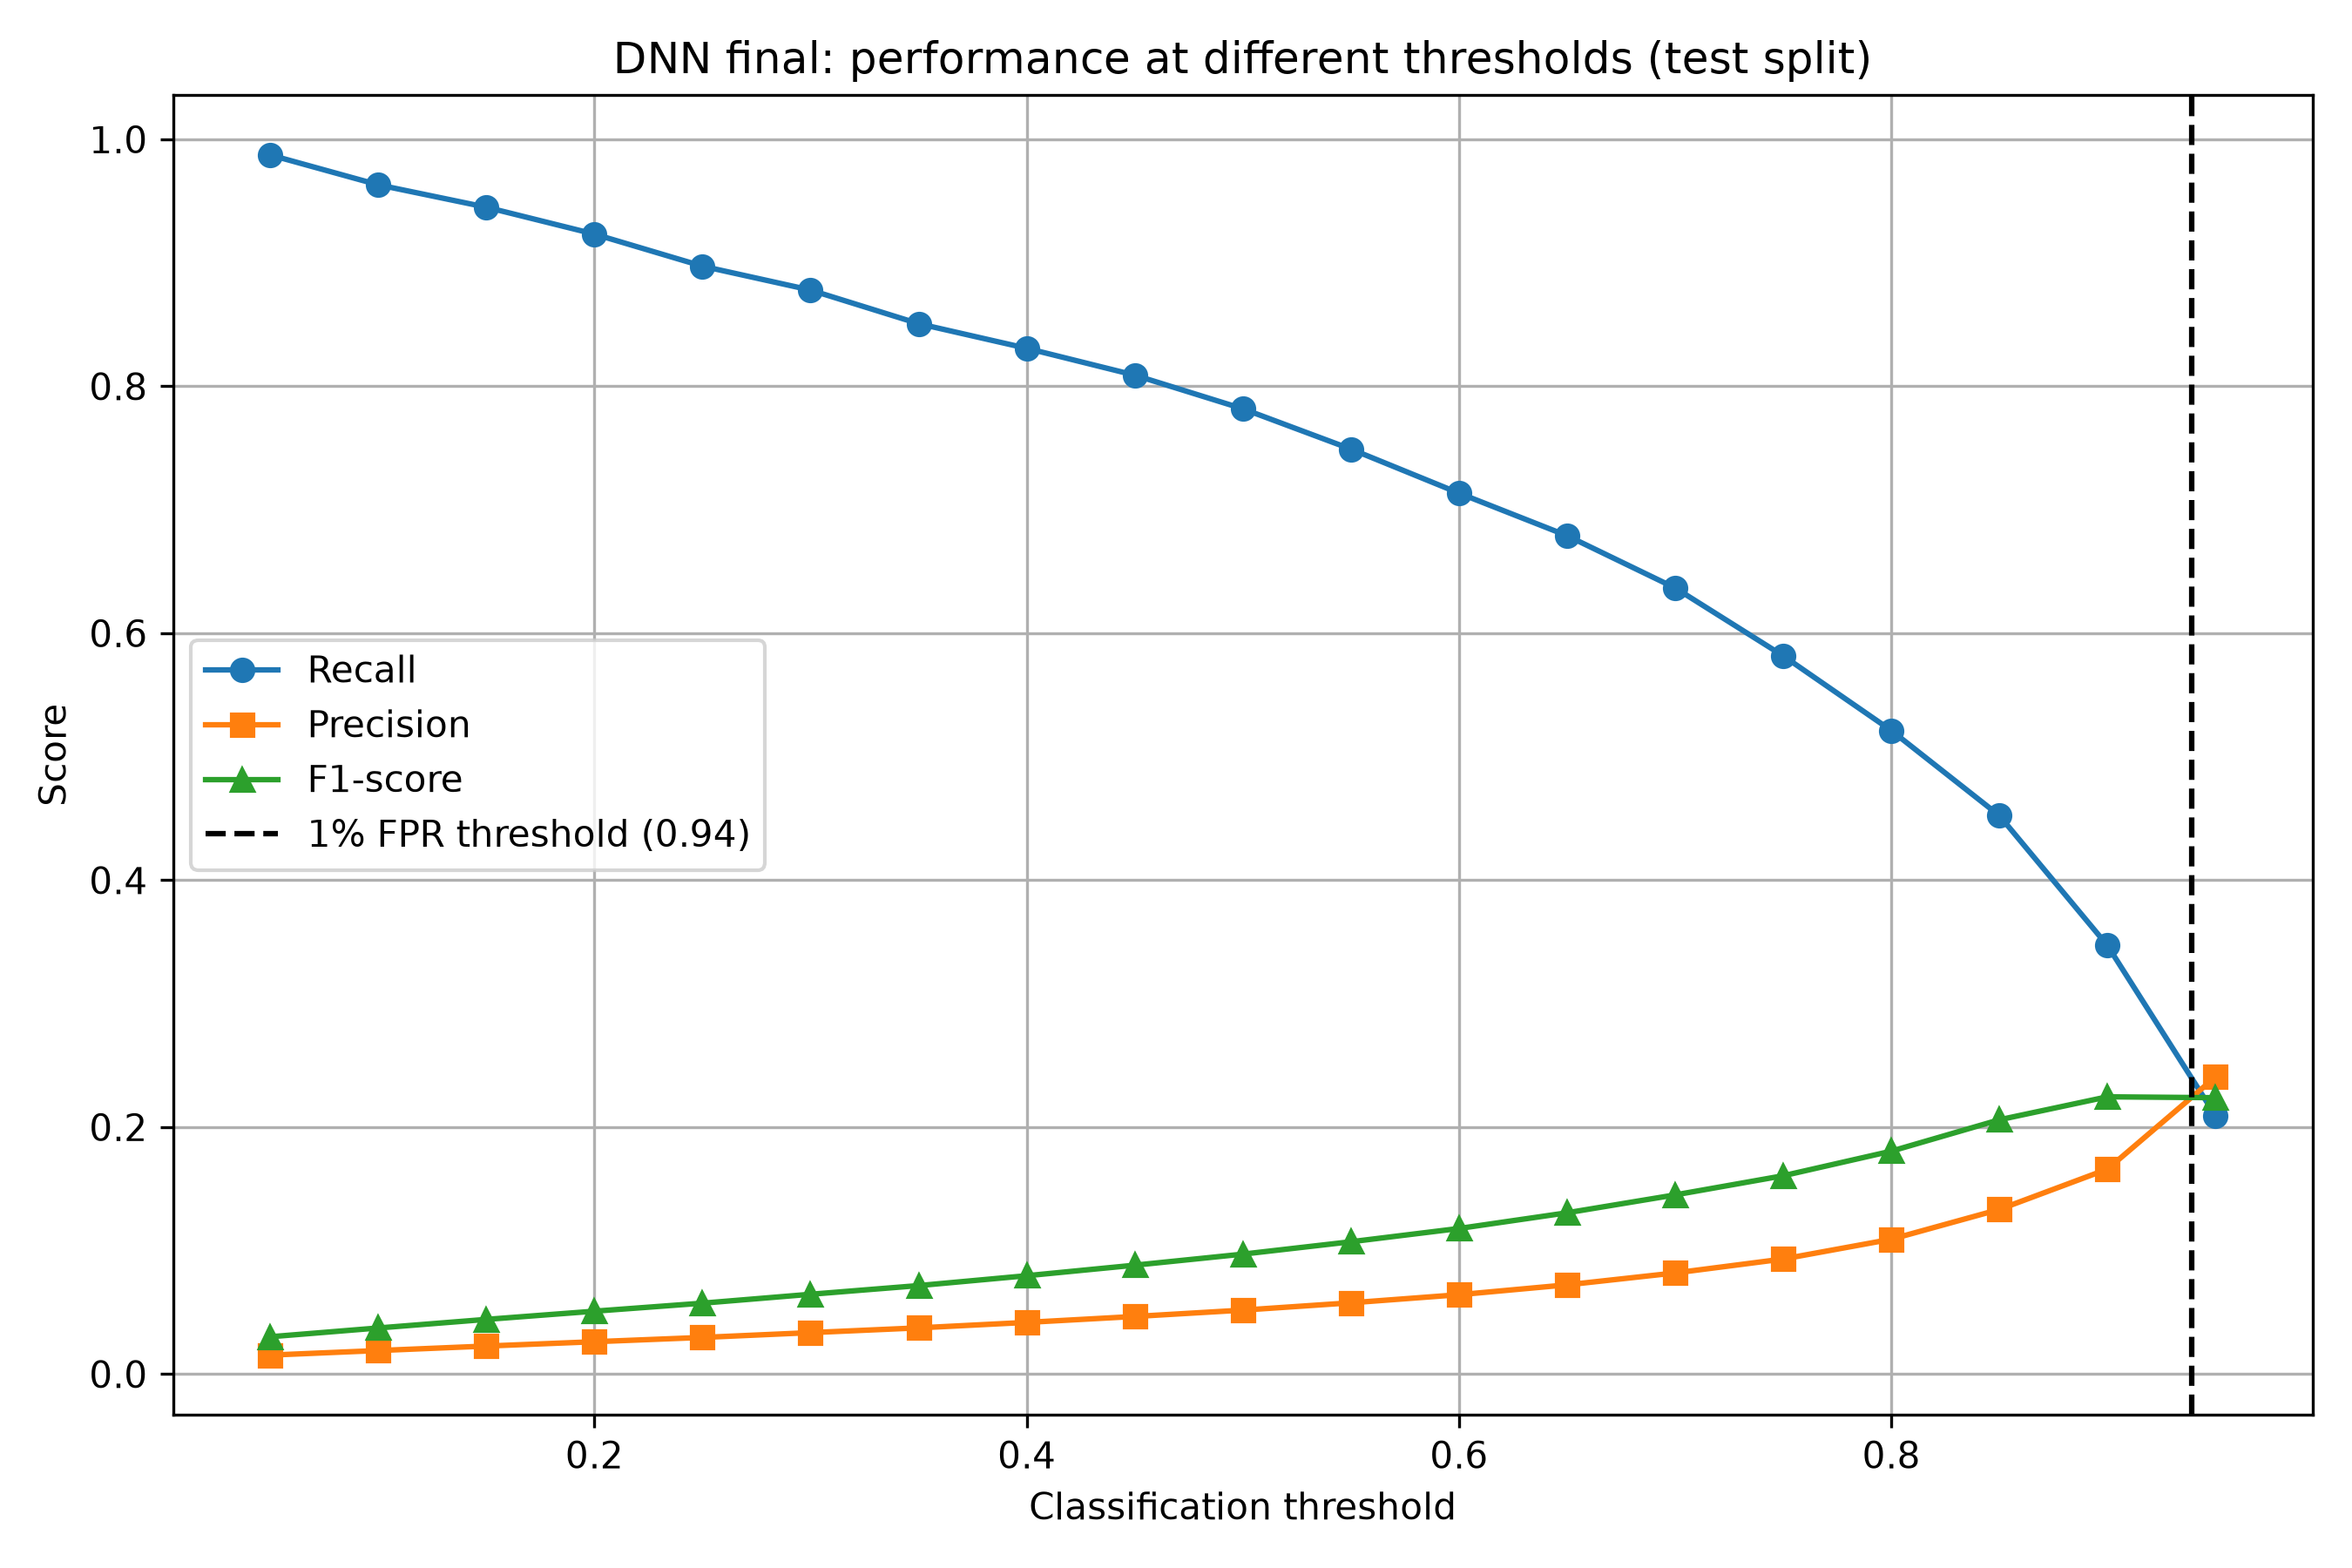 DNN final: performance at different thresholds (test split)
1.0
0.8
0.6
0.4
0.2
0.0
Score
Recall
Precision
F1-score
1% FPR threshold (0.94)
0.2
0.4
0.6
0.8
Classification threshold